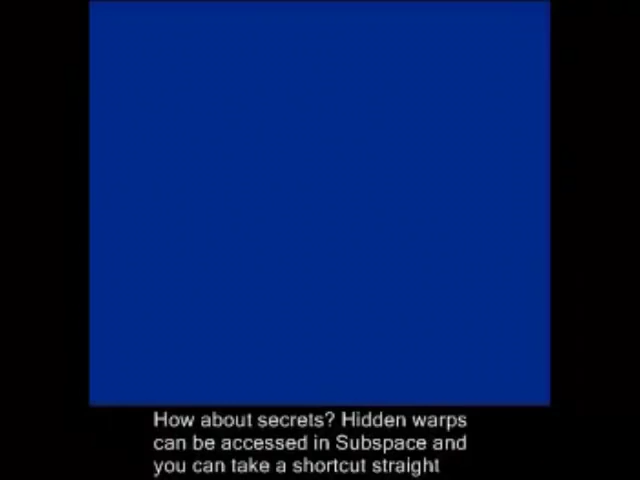 How about secrets? Hidden warps
can be accessed in Subspace and
you can take a shortcut straight